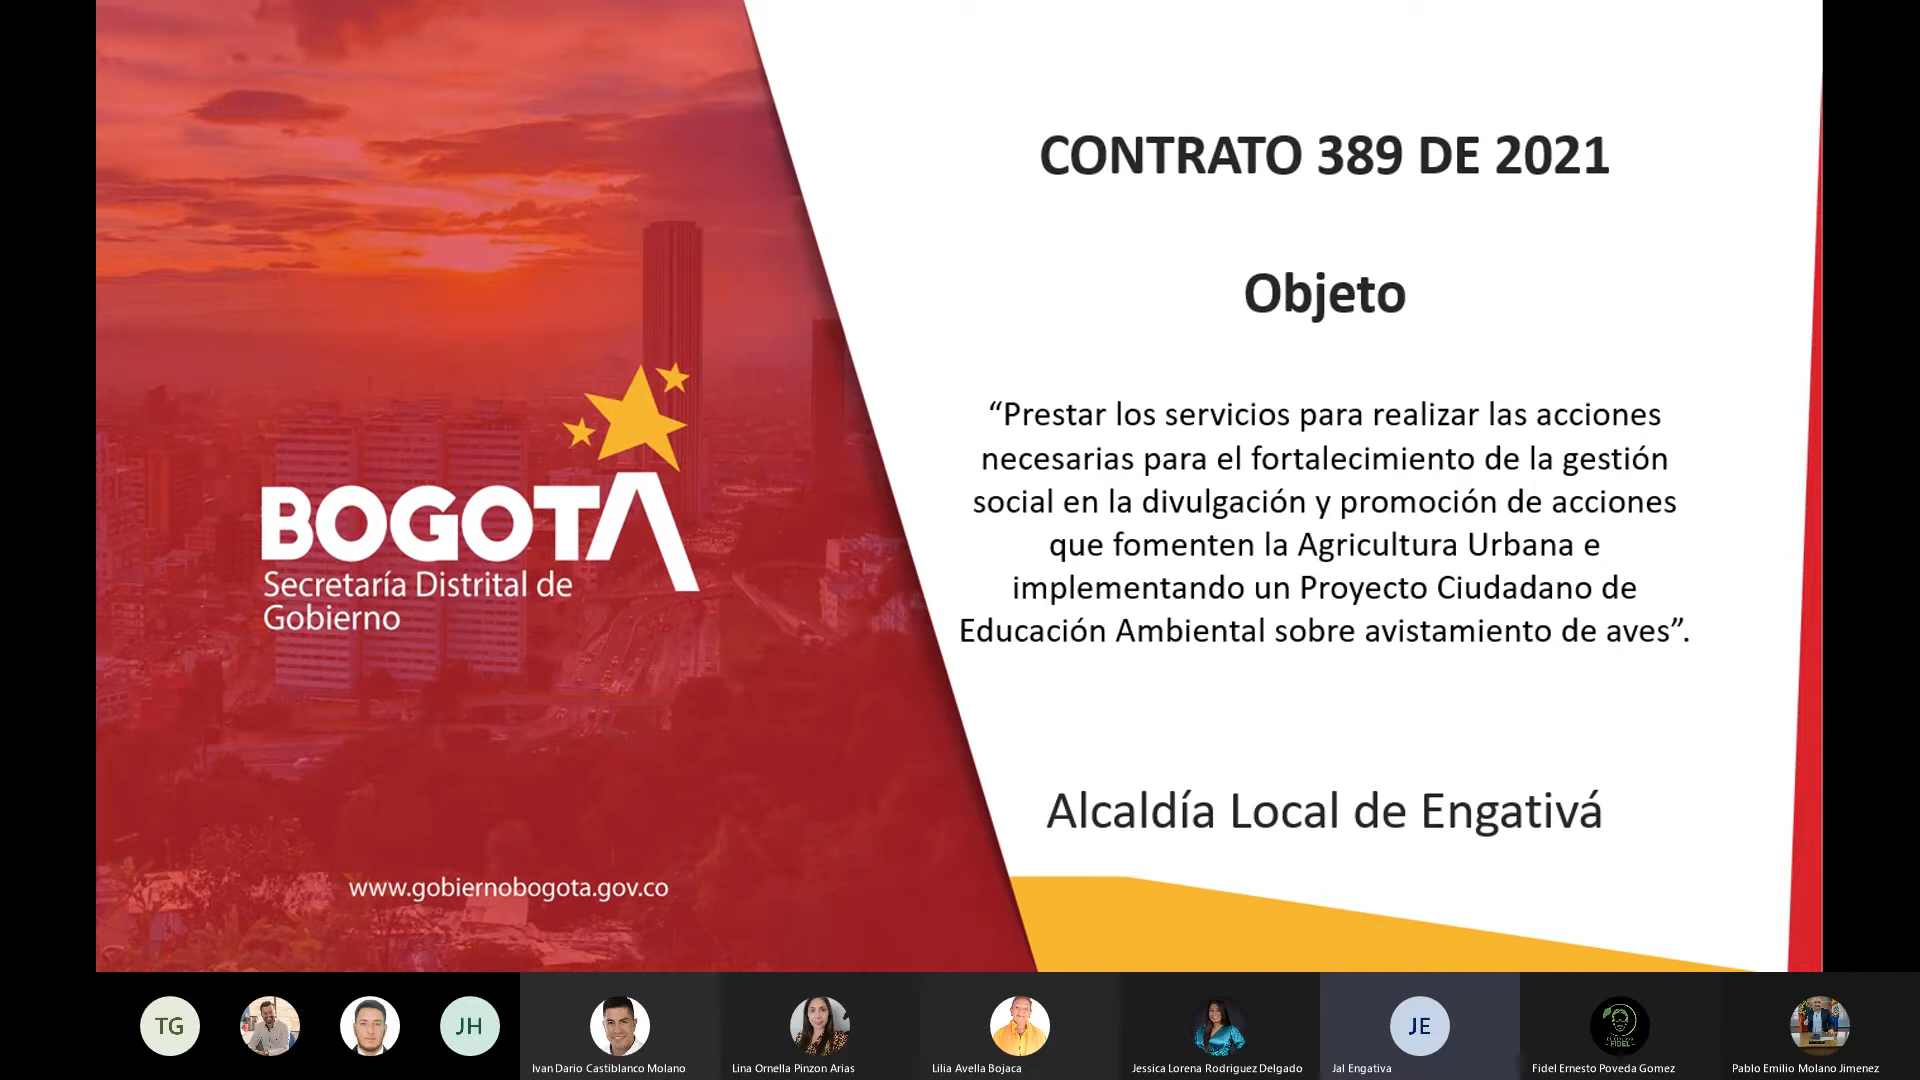 CONTRATO 389 DE 2021
Objeto
“Prestar los servicios para realizar las acciones
necesarias para el fortalecimiento de la gestión
social en la divulgación y promoción de acciones
que fomenten la Agricultura Urbana e
implementando un Proyecto Ciudadano de
Educación Ambiental sobre avistamiento de aves”.
Alcaldía Local de Engativá
BOGOTA
Secretaría Distrital de
Gobierno
www.gobiernobogota.gov.co
TG
JH
JE
FIDEL
Ivan Dario Castiblanco Molano
Lina Ornella Pinzon Arias
Lilia Avella Bojaca
Jessica Lorena Rodriguez Delgado
Jal Engativa
Fidel Ernesto Poveda Gomez
Pablo Emilio Molano Jimenez